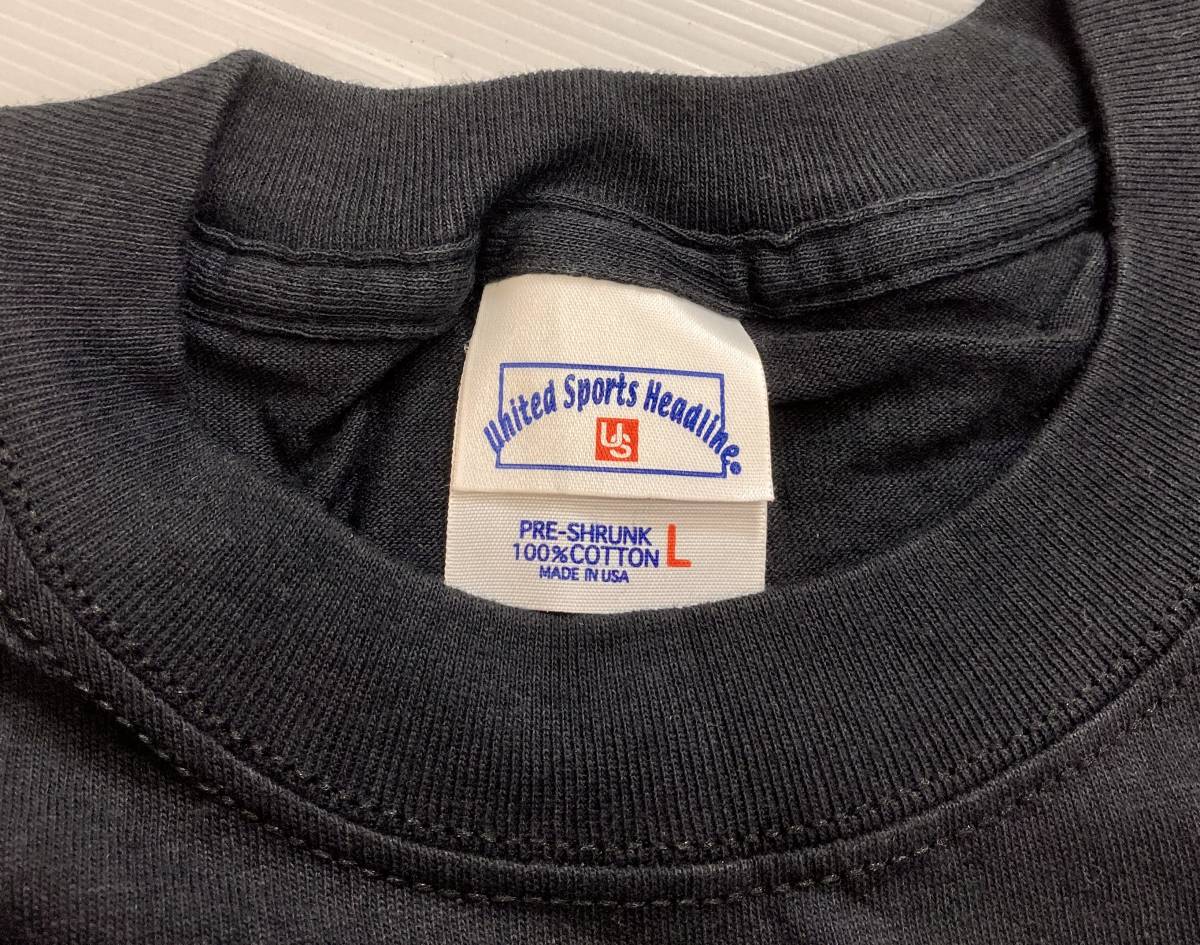 United Sports Headline®
US
PRE-SHRUNK
100%COTTON L
MADE IN USA